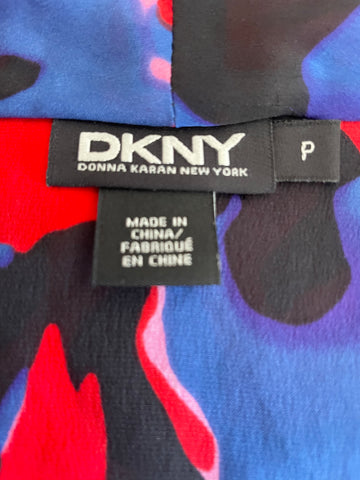 DKNY
DONNA KARAN NEW YORK
P
MADE IN
CHINA/
FABRIQUÉ
EN CHINE